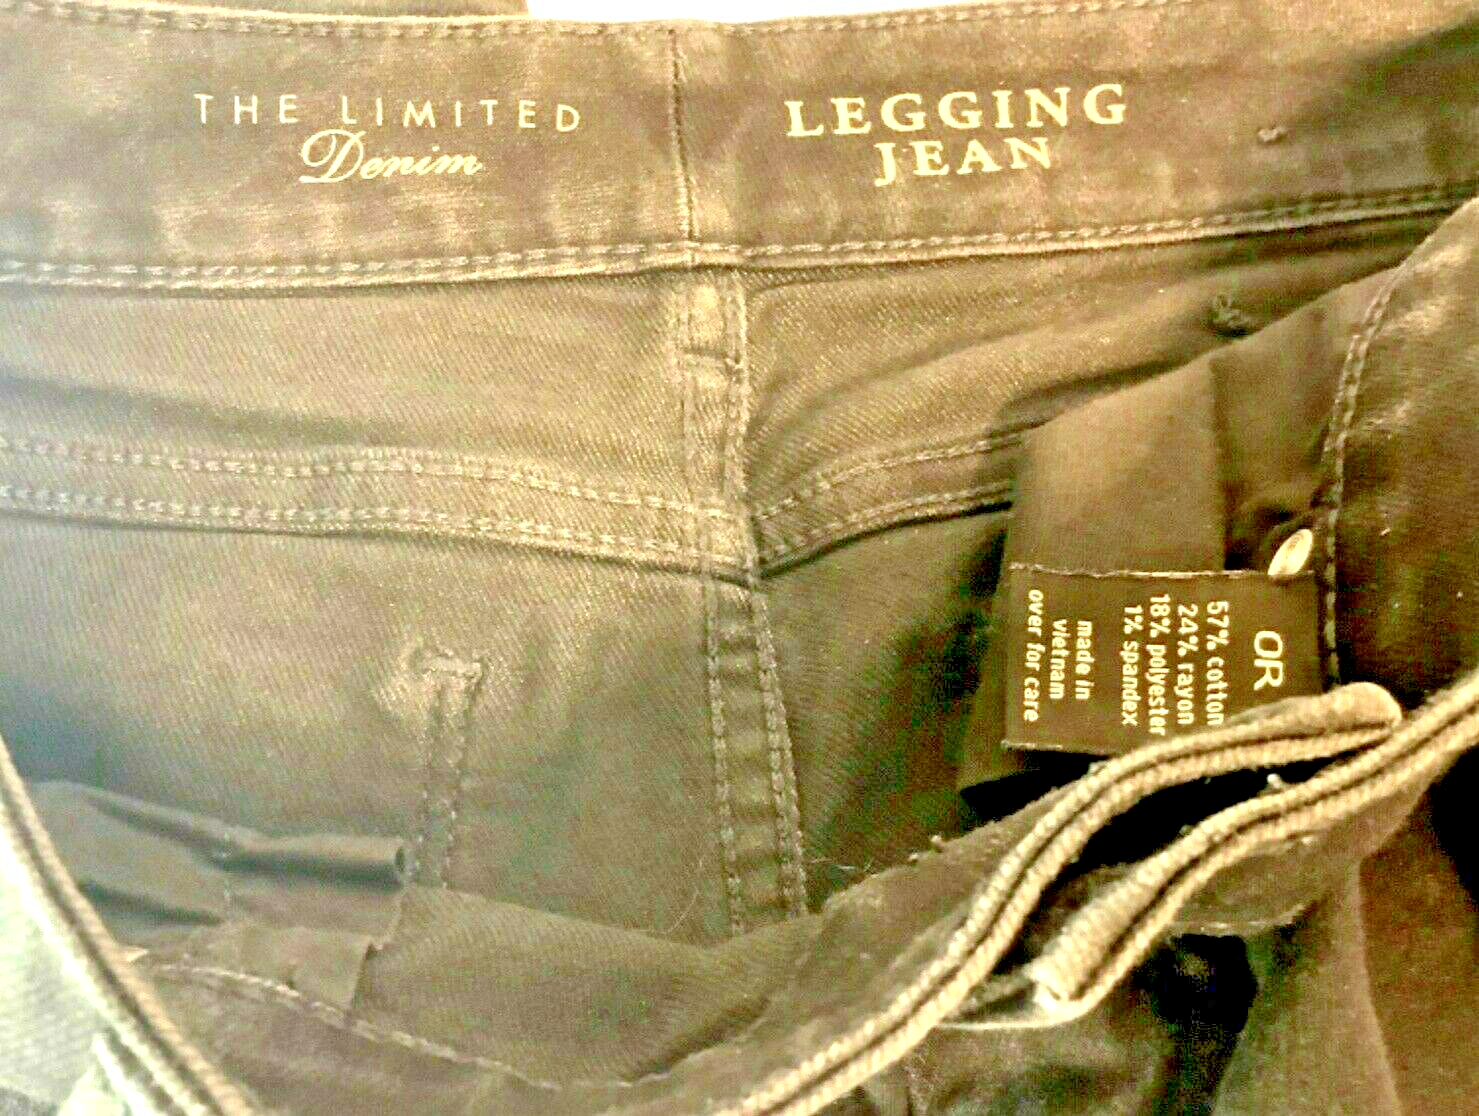 THE LIMITED
Denim
LEGGING
JEAN
OR
57% cotton
24% rayon
18% polyester
1% spandex
made in
vietnam
over for care